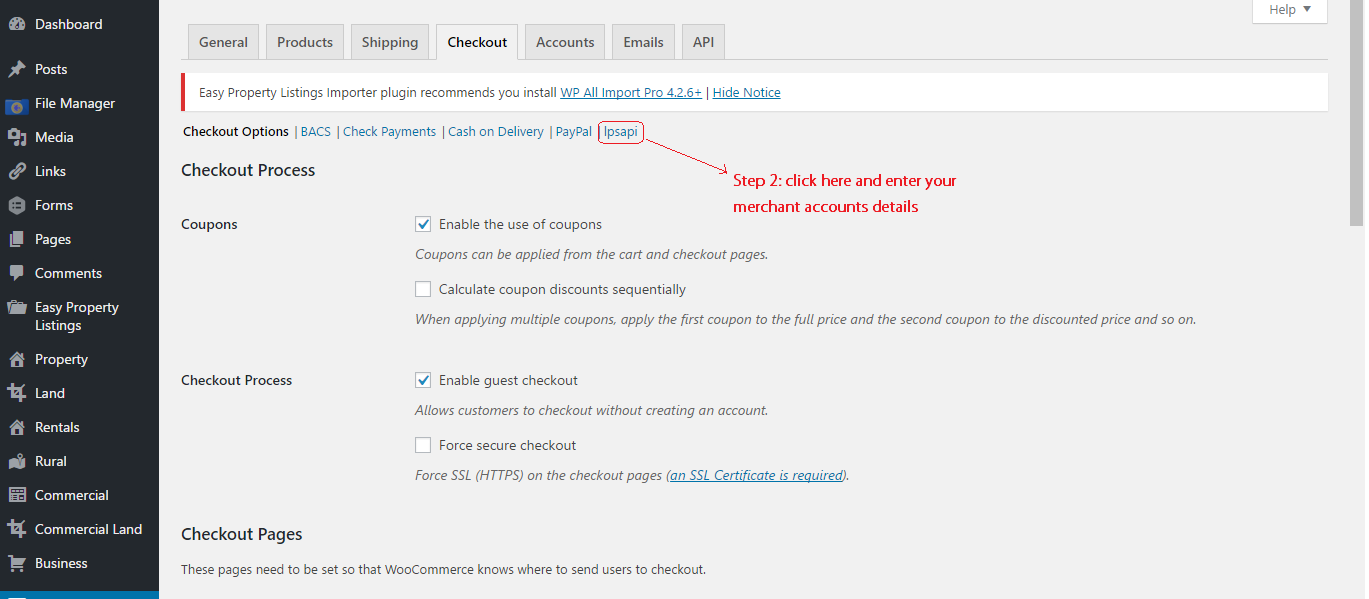 Dashboard
Posts
File Manager
Media
Links
Forms
Pages
Comments
Easy Property
Listings
Property
Land
Rentals
Rural
Commercial
Commercial Land
Business
Help
General Products Shipping Checkout Accounts Emails API
Easy Property Listings Importer plugin recommends you install WP All Import Pro 4.2.6+ | Hide Notice
Checkout Options | BACS | Check Payments | Cash on Delivery | PayPal | Ipsapi
Step 2: click here and enter your
merchant accounts details
Checkout Process
Coupons
Enable the use of coupons
Coupons can be applied from the cart and checkout pages.
Calculate coupon discounts sequentially
When applying multiple coupons, apply the first coupon to the full price and the second coupon to the discounted price and so on.
Checkout Process
Enable guest checkout
Allows customers to checkout without creating an account.
Force secure checkout
Force SSL (HTTPS) on the checkout pages (an SSL Certificate is required).
Checkout Pages
These pages need to be set so that WooCommerce knows where to send users to checkout.